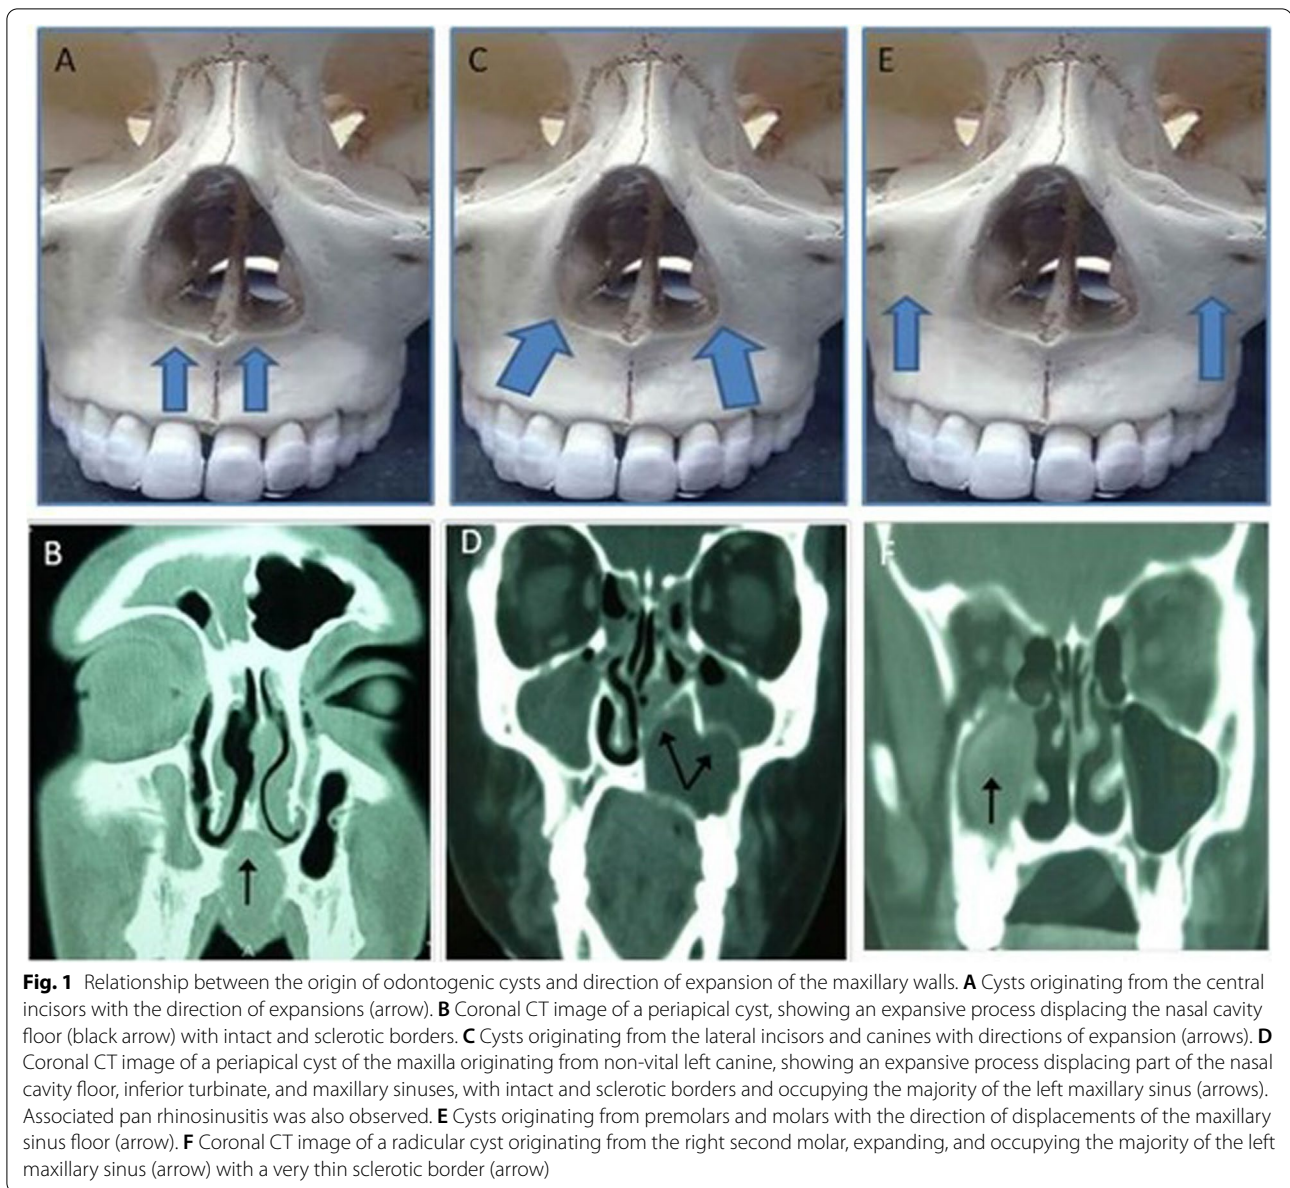 A C E
B D F
Fig. 1 Relationship between the origin of odontogenic cysts and direction of expansion of the maxillary walls. A Cysts originating from the central
incisors with the direction of expansions (arrow). B Coronal CT image of a periapical cyst, showing an expansive process displacing the nasal cavity
floor (black arrow) with intact and sclerotic borders. C Cysts originating from the lateral incisors and canines with directions of expansion (arrows). D
Coronal CT image of a periapical cyst of the maxilla originating from non-vital left canine, showing an expansive process displacing part of the nasal
cavity floor, inferior turbinate, and maxillary sinuses, with intact and sclerotic borders and occupying the majority of the left maxillary sinus (arrows).
Associated pan rhinosinusitis was also observed. E Cysts originating from premolars and molars with the direction of displacements of the maxillary
sinus floor (arrow). F Coronal CT image of a radicular cyst originating from the right second molar, expanding, and occupying the majority of the left
maxillary sinus (arrow) with a very thin sclerotic border (arrow)